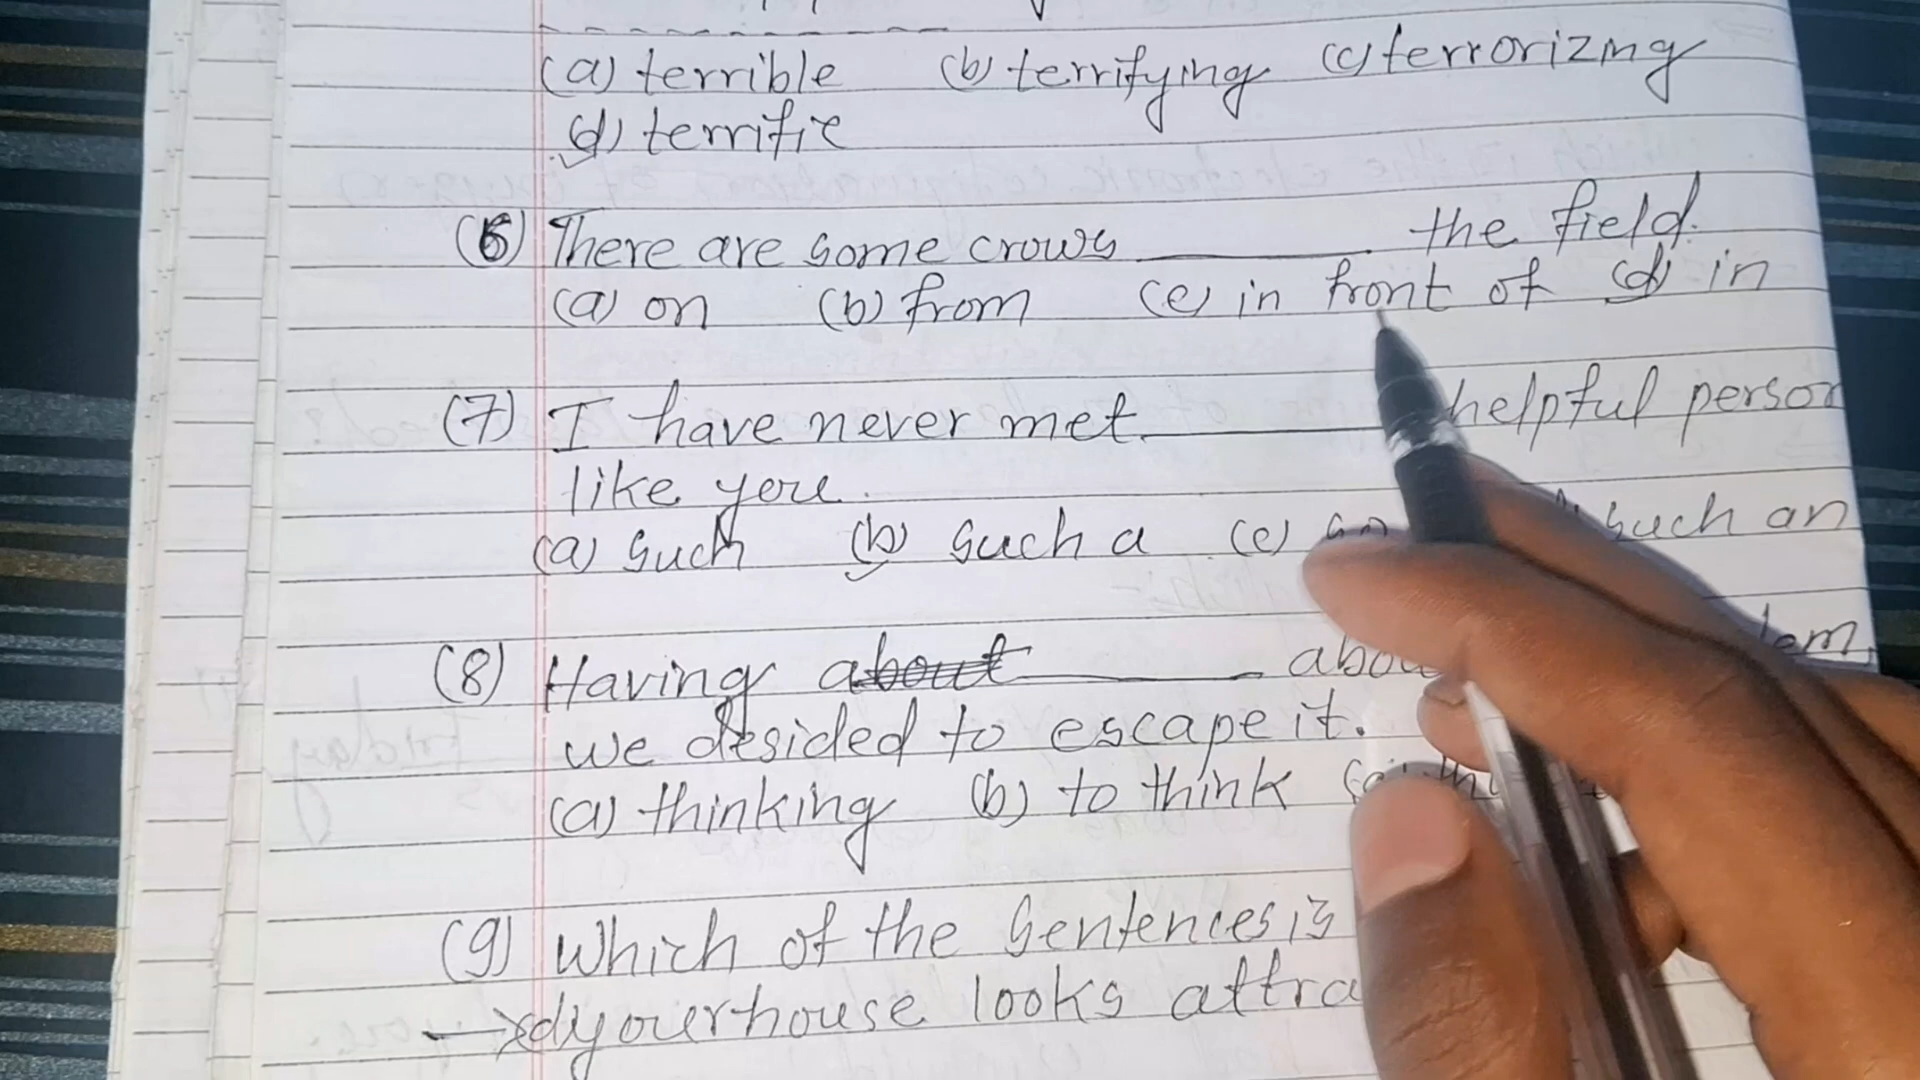 (a) terrible (b) terrifying (c) terrorizing
(d) terrific
(6) There are some crows ______ the field.
(a) on (b) from (c) in front of (d) in
(7) I have never met ______ helpful person
like you.
(a) such (b) such a (c) such an
(8) Having about ______
we desided to escape it.
(a) thinking (b) to think
(9) Which of the sentences is
d) your house looks